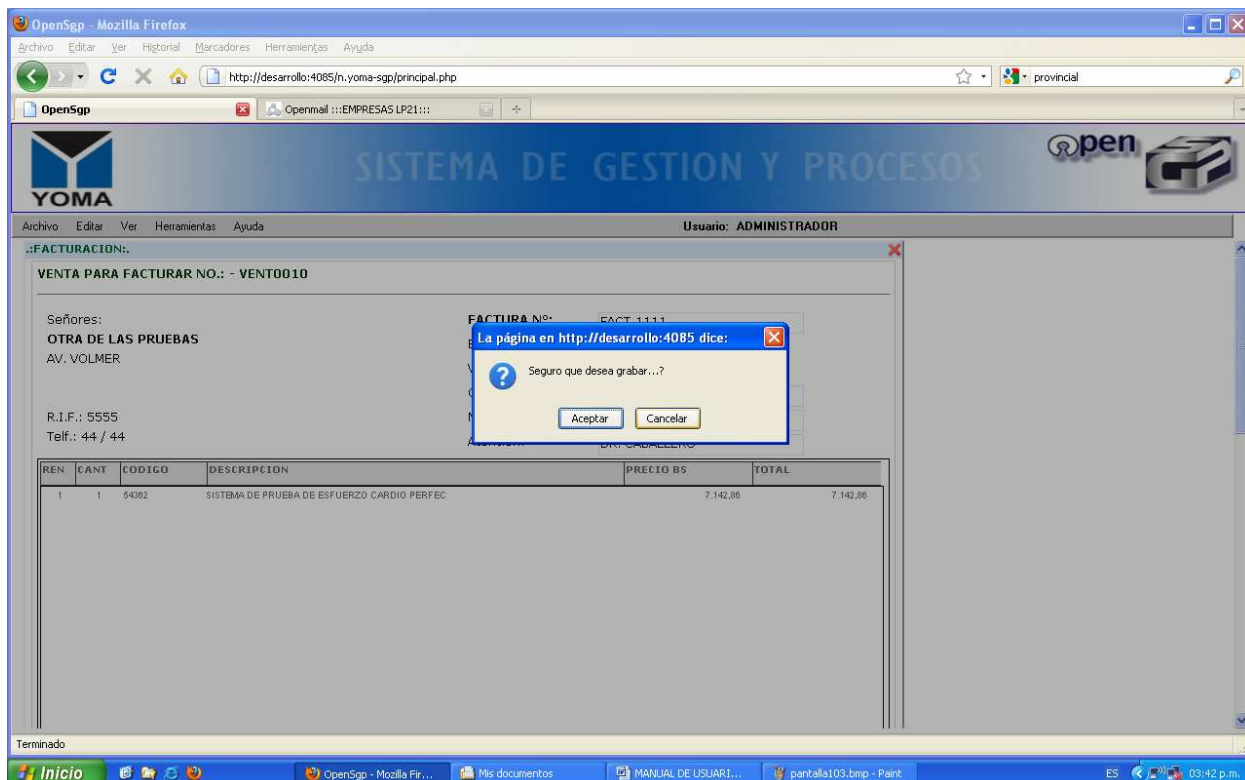 OpenSgp - Mozilla Firefox
Archivo Editar Ver Historial Marcadores Herramientas Ayuda
http://desarrollo:4085/n.yoma-sgp/principal.php
provincial
OpenSgp
Openmail :::EMPRESAS LP21:::
YOMA
SISTEMA DE GESTION Y PROCESOS
open
Archivo Editar Ver Herramientas Ayuda
Usuario: ADMINISTRADOR
.:FACTURACION:.
VENTA PARA FACTURAR NO.: - VENT0010
Señores:
OTRA DE LAS PRUEBAS
AV. VOLMER
R.I.F.: 5555
Telf.: 44 / 44
FACTURA Nº: FACT-1111
DR. CABALLERO
La página en http://desarrollo:4085 dice:
Seguro que desea grabar...?
Aceptar Cancelar
REN CANT CODIGO DESCRIPCION PRECIO BS TOTAL
1 1 54382 SISTEMA DE PRUEBA DE ESFUERZO CARDIO PERFEC 7.142,86 7.142,86
Terminado
Inicio
OpenSgp - Mozilla Fir...
Mis documentos
MANUAL DE USUARI...
pantalla103.bmp - Paint
ES
03:42 p.m.